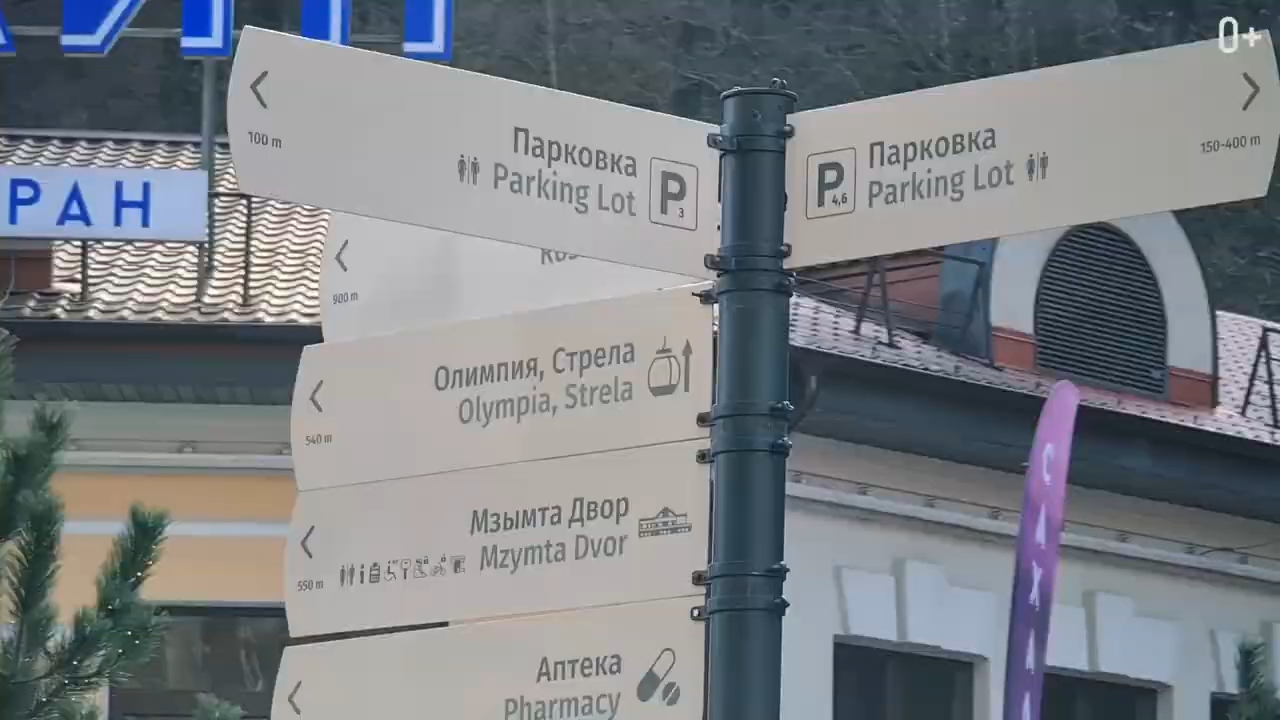 0+
100 m
Парковка
Parking Lot
P
3
P
4,6
Парковка
Parking Lot
150-400 m
РАН
900 m
Олимпия, Стрела
Olympia, Strela
540 m
Мзымта Двор
Mzymta Dvor
550 m
Аптека
Pharmacy
САХА